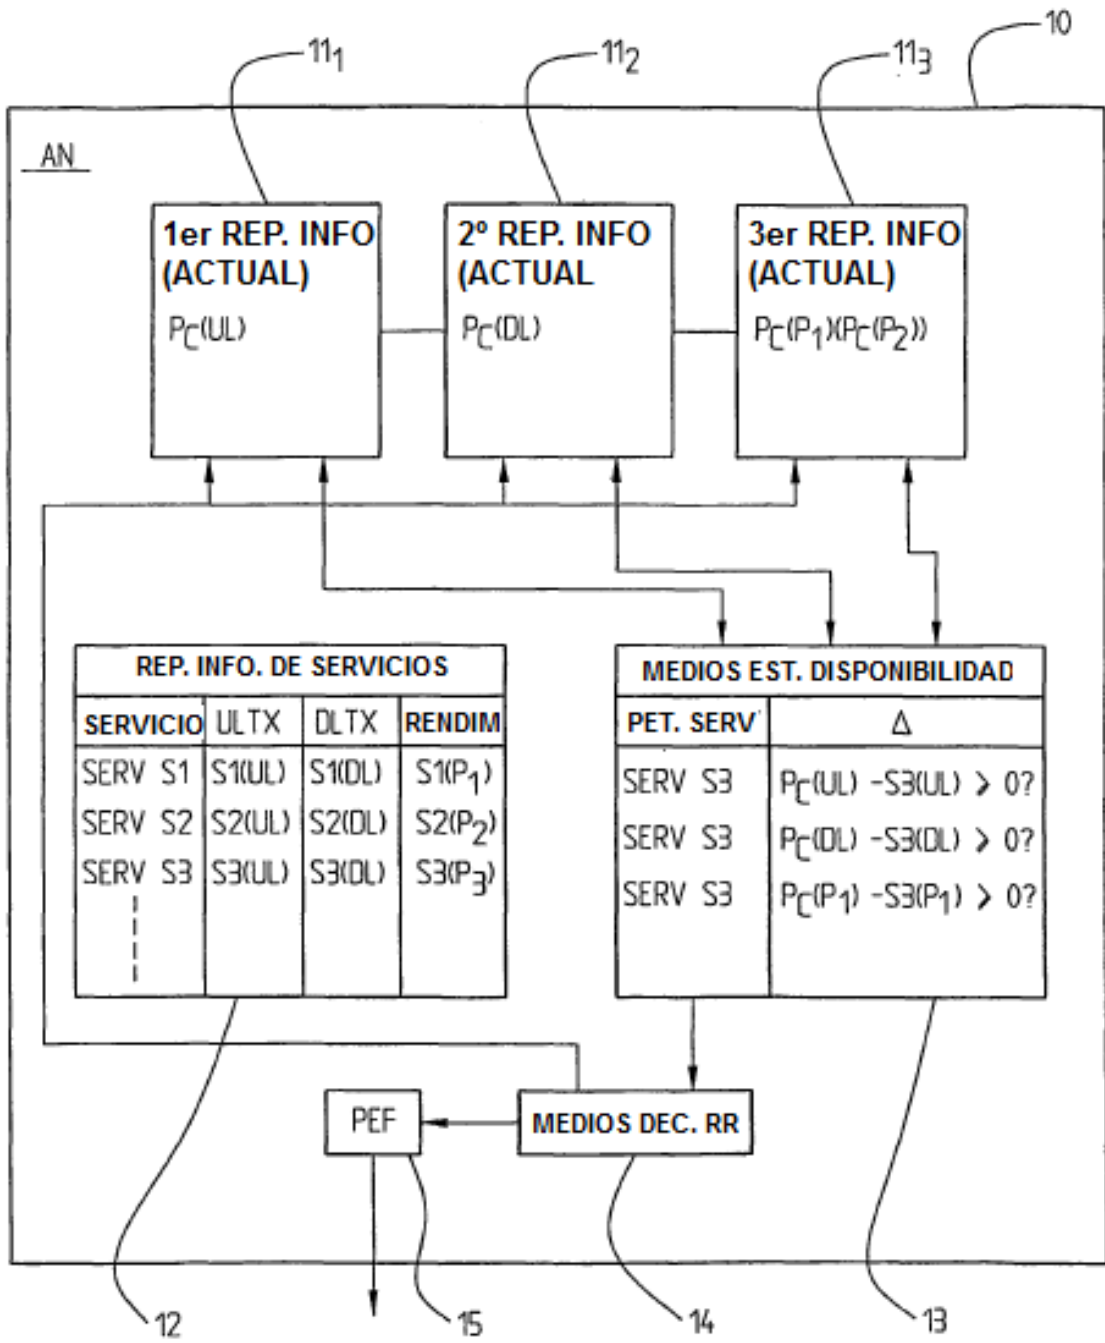 11₁ 11₂ 11₃ 10
AN
1er REP. INFO
(ACTUAL)
P_C(UL)
2º REP. INFO
(ACTUAL
P_C(DL)
3er REP. INFO
(ACTUAL)
P_C(P₁)(P_C(P₂))
REP. INFO. DE SERVICIOS
SERVICIO ULTX DLTX RENDIM
SERV S1 S1(UL) S1(DL) S1(P₁)
SERV S2 S2(UL) S2(DL) S2(P₂)
SERV S3 S3(UL) S3(DL) S3(P₃)
MEDIOS EST. DISPONIBILIDAD
PET. SERV Δ
SERV S3 P_C(UL) -S3(UL) > 0?
SERV S3 P_C(DL) -S3(DL) > 0?
SERV S3 P_C(P₁) -S3(P₁) > 0?
PEF
MEDIOS DEC. RR
12 15 14 13